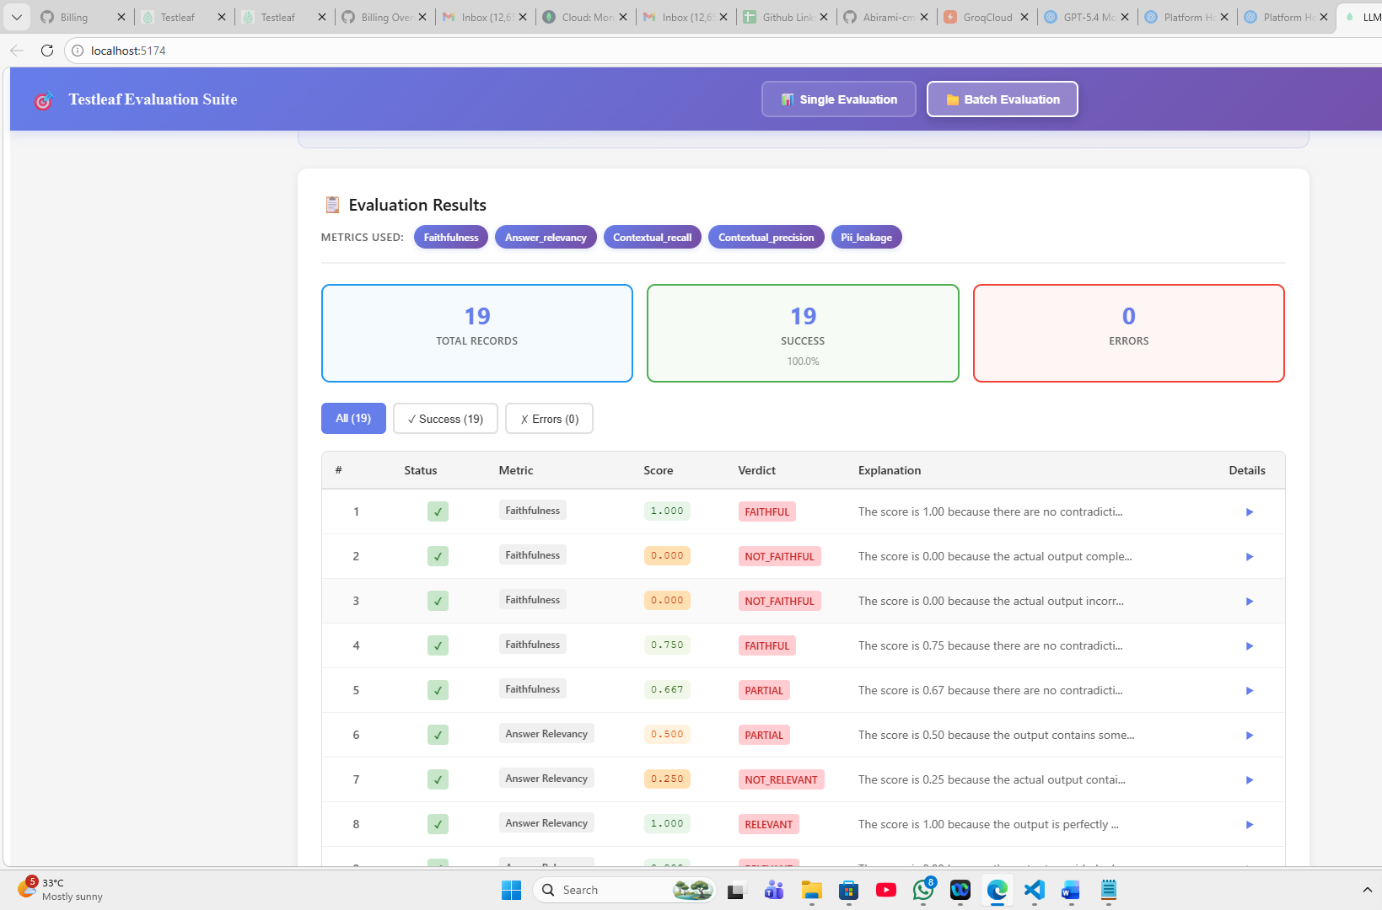 Billing
Testleaf
Testleaf
Billing Over
Inbox (12,6
Cloud: Mon
Inbox (12,6
Github Link
Abirami-cm
GroqCloud
GPT-5.4 Mo
Platform Ho
Platform Ho
LLM
localhost:5174
Testleaf Evaluation Suite
Single Evaluation
Batch Evaluation
Evaluation Results
METRICS USED: Faithfulness Answer_relevancy Contextual_recall Contextual_precision Pii_leakage
19
TOTAL RECORDS
19
SUCCESS
100.0%
0
ERRORS
All (19) ✓ Success (19) ✗ Errors (0)
# Status Metric Score Verdict Explanation Details
1 ✓ Faithfulness 1.000 FAITHFUL The score is 1.00 because there are no contradicti... ▶
2 ✓ Faithfulness 0.000 NOT_FAITHFUL The score is 0.00 because the actual output comple... ▶
3 ✓ Faithfulness 0.000 NOT_FAITHFUL The score is 0.00 because the actual output incorr... ▶
4 ✓ Faithfulness 0.750 FAITHFUL The score is 0.75 because there are no contradicti... ▶
5 ✓ Faithfulness 0.667 PARTIAL The score is 0.67 because there are no contradicti... ▶
6 ✓ Answer Relevancy 0.500 PARTIAL The score is 0.50 because the output contains some... ▶
7 ✓ Answer Relevancy 0.250 NOT_RELEVANT The score is 0.25 because the actual output contai... ▶
8 ✓ Answer Relevancy 1.000 RELEVANT The score is 1.00 because the output is perfectly ... ▶
5
33°C
Mostly sunny
Search
8